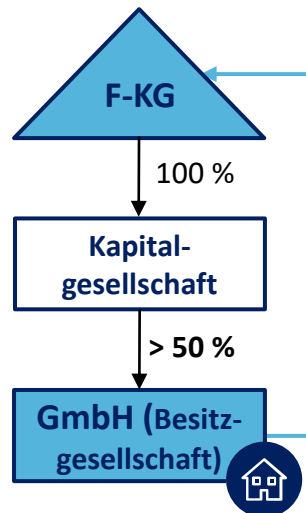 F-KG
100 %
Kapital-
gesellschaft
> 50 %
GmbH (Besitz-
gesellschaft)